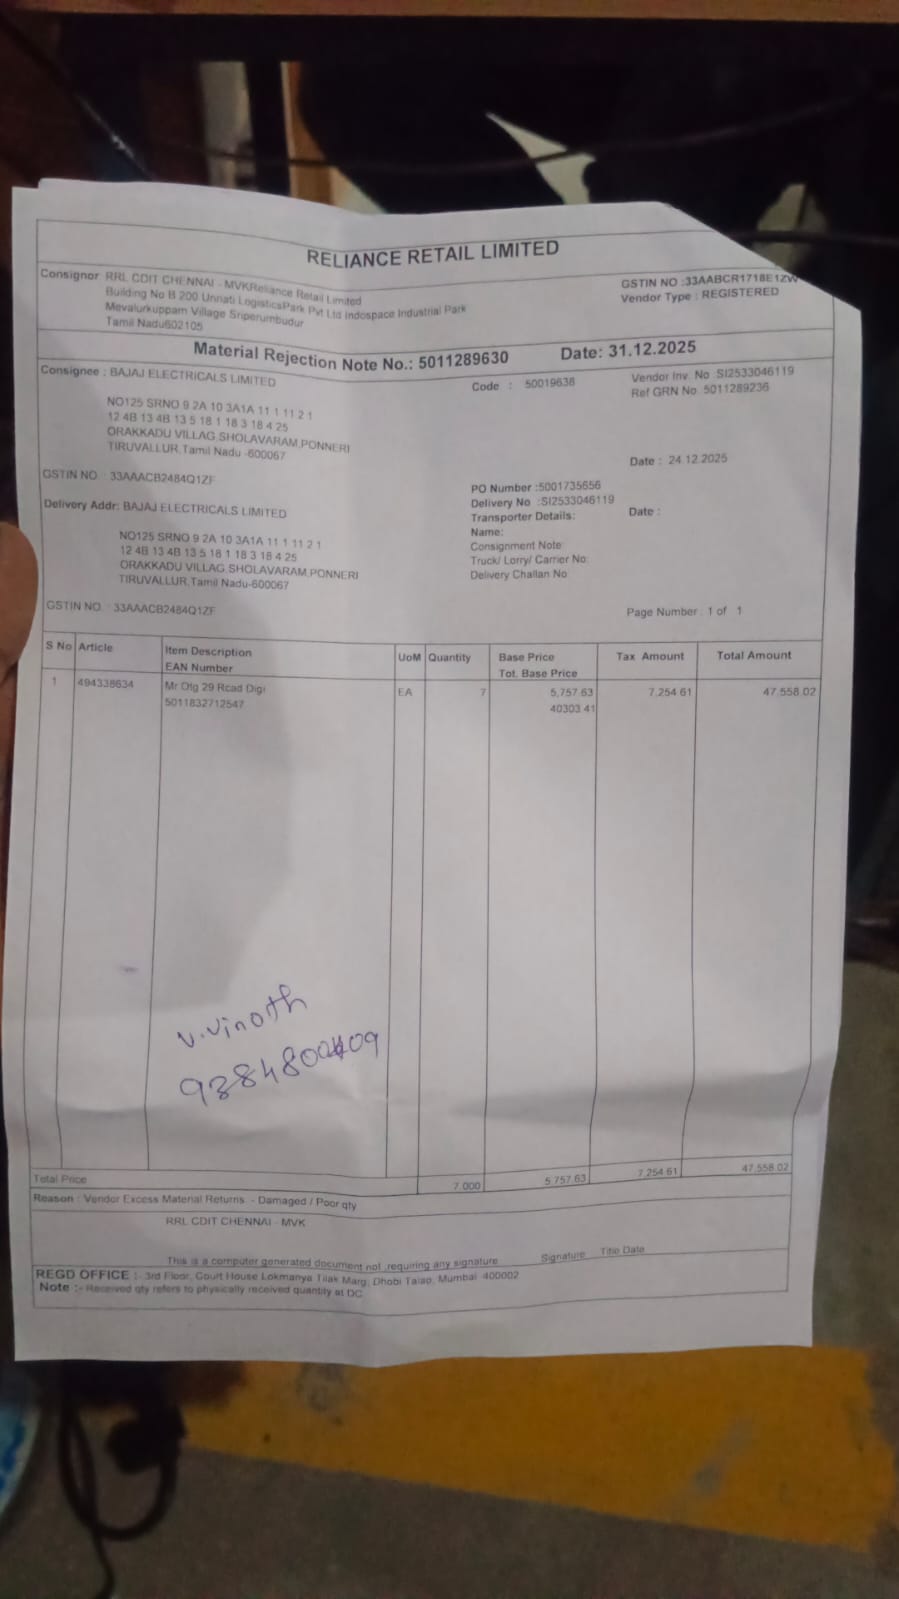 RELIANCE RETAIL LIMITED
Consignor RRL CDIT CHENNAI - MVKReliance Retail Limited
Building No B 200 Unnati LogisticsPark Pvt Ltd Indospace Industrial Park
Mevalurkuppam Village Sriperumbudur
Tamil Nadu602105
GSTIN NO :33AABCR1718E1ZW
Vendor Type : REGISTERED
Material Rejection Note No.: 5011289630 Date: 31.12.2025
Consignee : BAJAJ ELECTRICALS LIMITED
NO125 SRNO 9 2A 10 3A1A 11 1 11 2 1
12 4B 13 4B 13 5 18 1 18 3 18 4 25
ORAKKADU VILLAG,SHOLAVARAM,PONNERI
TIRUVALLUR,Tamil Nadu -600067
Code : 50019638
Vendor Inv. No SI2533046119
Ref GRN No 5011289236
Date : 24.12.2025
GSTIN NO : 33AAACB2484Q1ZF
Delivery Addr: BAJAJ ELECTRICALS LIMITED
NO125 SRNO 9 2A 10 3A1A 11 1 11 2 1
12 4B 13 4B 13 5 18 1 18 3 18 4 25
ORAKKADU VILLAG,SHOLAVARAM,PONNERI
TIRUVALLUR,Tamil Nadu-600067
GSTIN NO. : 33AAACB2484Q1ZF
PO Number :5001735656
Delivery No :SI2533046119
Date :
Transporter Details:
Name:
Consignment Note:
Truck/ Lorry/ Carrier No:
Delivery Challan No:
Page Number : 1 of 1
S No Article Item Description UoM Quantity Base Price Tax Amount Total Amount
EAN Number Tot. Base Price
1 494338634 Mr Ofg 29 Rcad Digi EA 7 5,757.63 7,254.61 47,558.02
5011832712547 40303.41
V.Vinoth
Total Price 7.000 5,757.63 7,254.61 47,558.02
Reason : Vendor Excess Material Returns - Damaged / Poor qty
RRL CDIT CHENNAI - MVK
This is a computer generated document not requiring any signature Signature Title Date
REGD OFFICE :- 3rd Floor, Court House Lokmanya Tilak Marg, Dhobi Talao, Mumbai 400002
Note :- Received qty refers to physically received quantity at DC